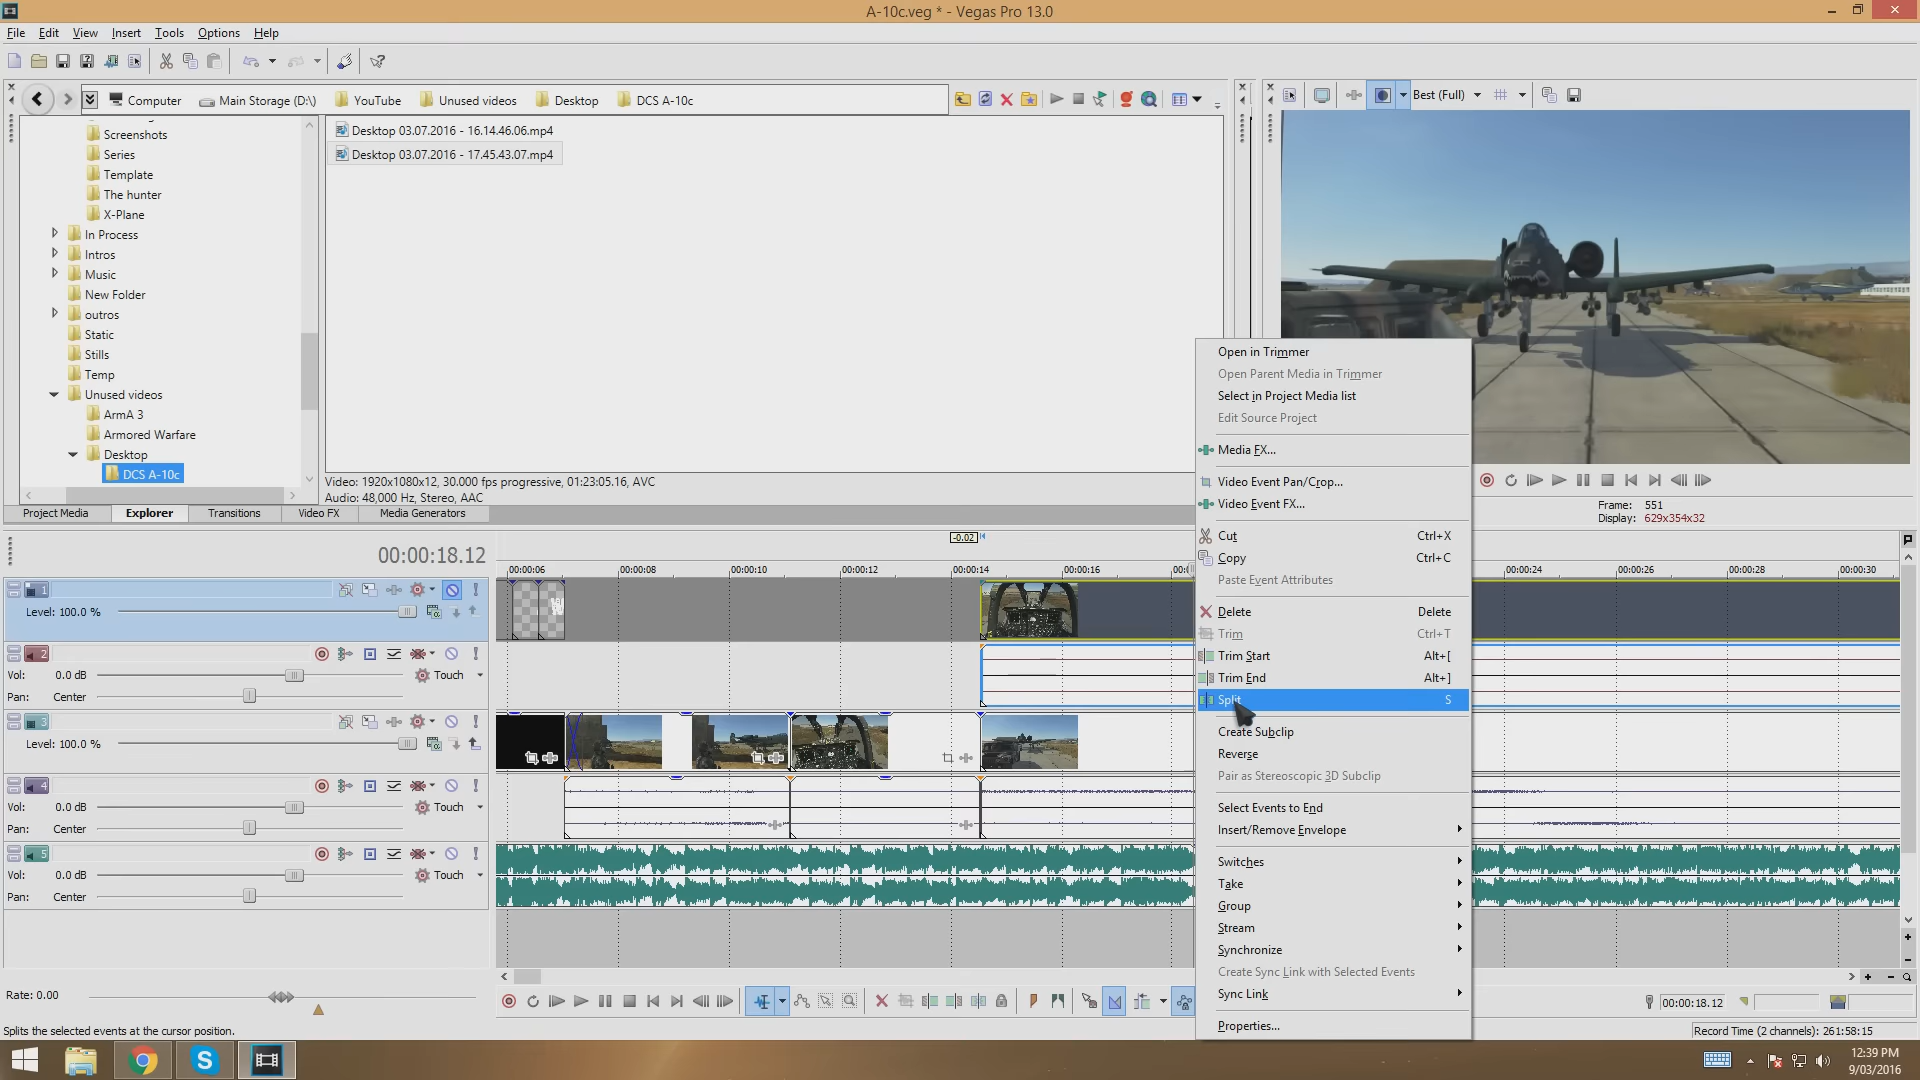 A-10c.veg * - Vegas Pro 13.0
File Edit View Insert Tools Options Help
Computer Main Storage (D:\) YouTube Unused videos Desktop DCS A-10c
Best (Full)
Screenshots
Series
Template
The hunter
X-Plane
In Process
Intros
Music
New Folder
outros
Static
Stills
Temp
Unused videos
ArmA 3
Armored Warfare
Desktop
DCS A-10c
Desktop 03.07.2016 - 16.14.46.06.mp4
Desktop 03.07.2016 - 17.45.43.07.mp4
Video: 1920x1080x12, 30.000 fps progressive, 01:23:05.16, AVC
Audio: 48,000 Hz, Stereo, AAC
Project Media Explorer Transitions Video FX Media Generators
Frame: 551
Display: 629x354x32
00:00:18.12
-0.02
00:00:06 00:00:08 00:00:10 00:00:12 00:00:14 00:00:16 00:00:24 00:00:26 00:00:28 00:00:30
1
Level: 100.0 %
2
Vol: 0.0 dB Touch
Pan: Center
3
Level: 100.0 %
4
Vol: 0.0 dB Touch
Pan: Center
5
Vol: 0.0 dB Touch
Pan: Center
Rate: 0.00
Open in Trimmer
Open Parent Media in Trimmer
Select in Project Media list
Edit Source Project
Media FX...
Video Event Pan/Crop...
Video Event FX...
Cut Ctrl+X
Copy Ctrl+C
Paste Event Attributes
Delete Delete
Trim Ctrl+T
Trim Start Alt+[
Trim End Alt+]
Split S
Create Subclip
Reverse
Pair as Stereoscopic 3D Subclip
Select Events to End
Insert/Remove Envelope
Switches
Take
Group
Stream
Synchronize
Create Sync Link with Selected Events
Sync Link
Properties...
00:00:18.12
Splits the selected events at the cursor position.
Record Time (2 channels): 261:58:15
12:39 PM
9/03/2016